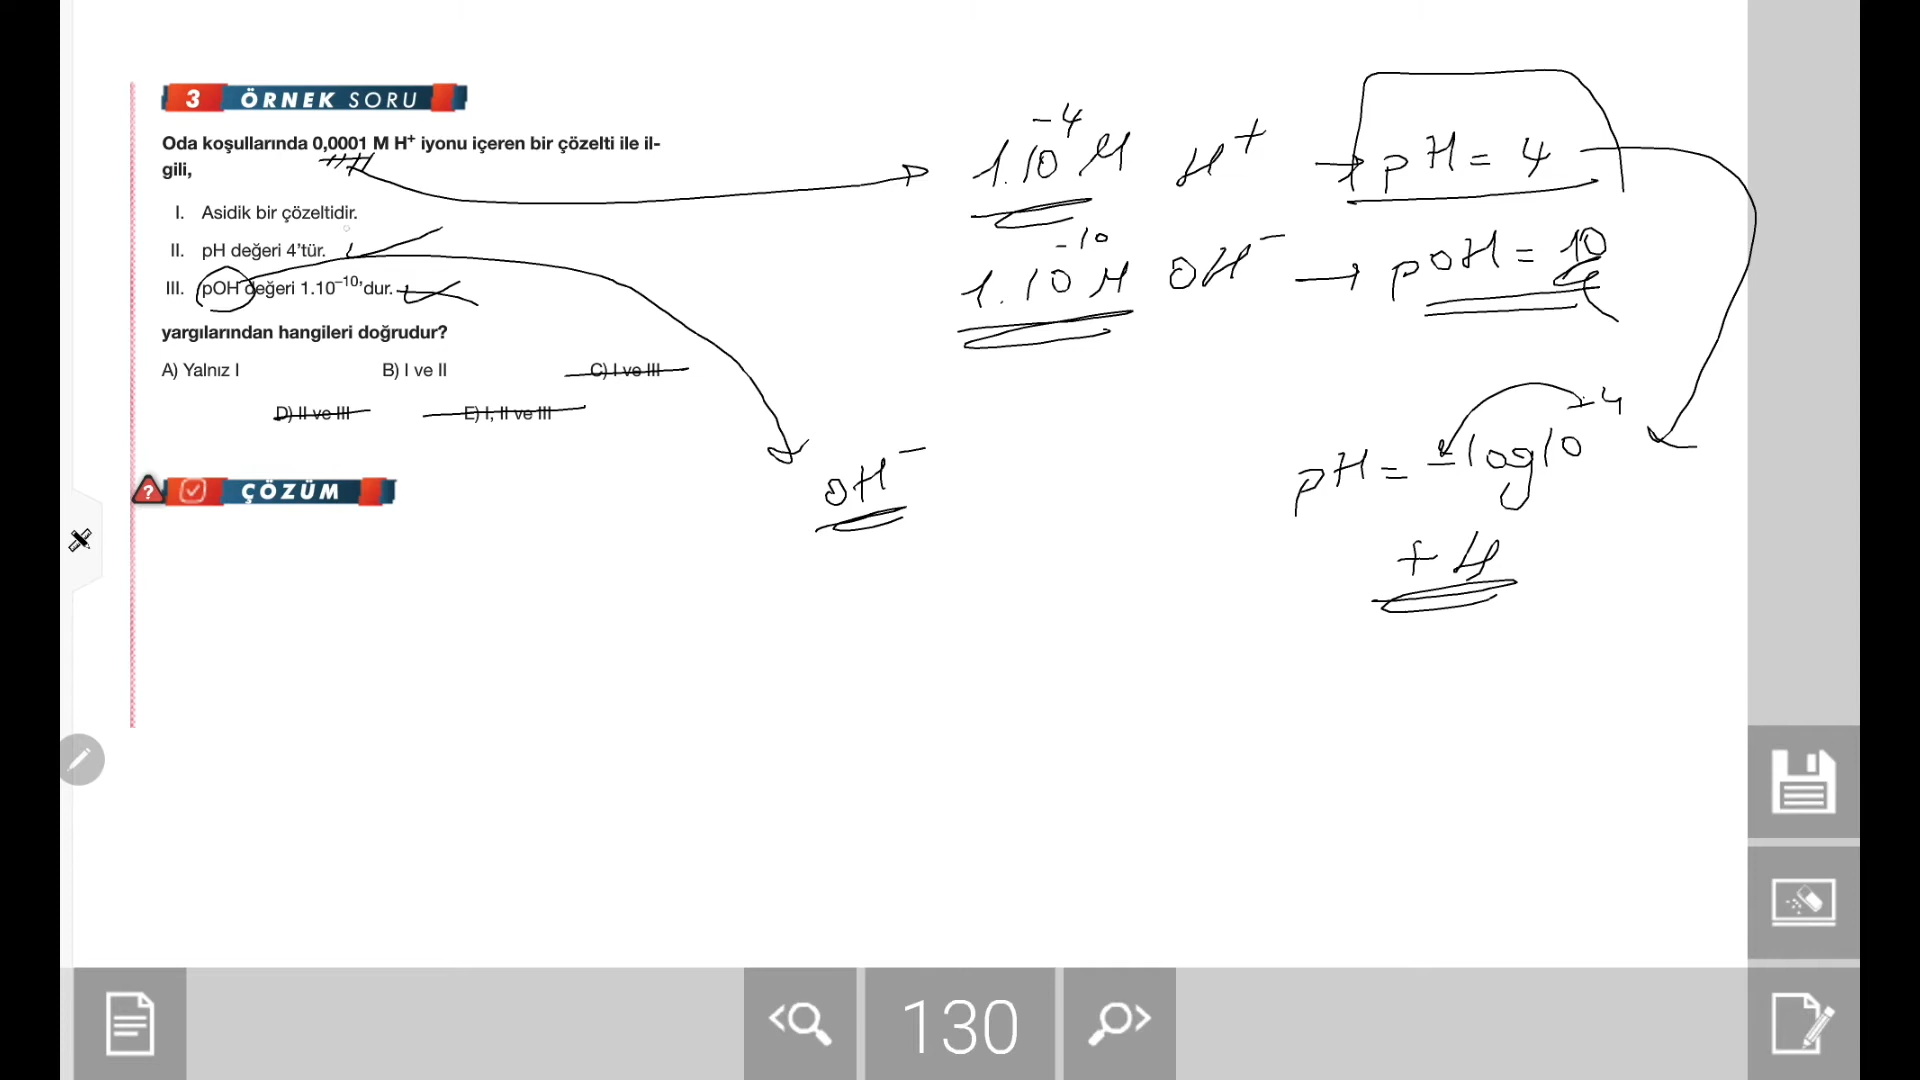 3 ÖRNEK SORU
Oda koşullarında 0,0001 M H⁺ iyonu içeren bir çözelti ile il-
gili,
I. Asidik bir çözeltidir.
II. pH değeri 4'tür.
III. pOH değeri 1.10⁻¹⁰'dur.
yargılarından hangileri doğrudur?
A) Yalnız I B) I ve II C) I ve III
D) II ve III E) I, II ve III
? ÇÖZÜM
1.10⁻⁴ M H⁺ → pH = 4
1.10⁻¹⁰ M OH⁻ → pOH = 10
OH⁻
pH = -log10⁻⁴
+4
130